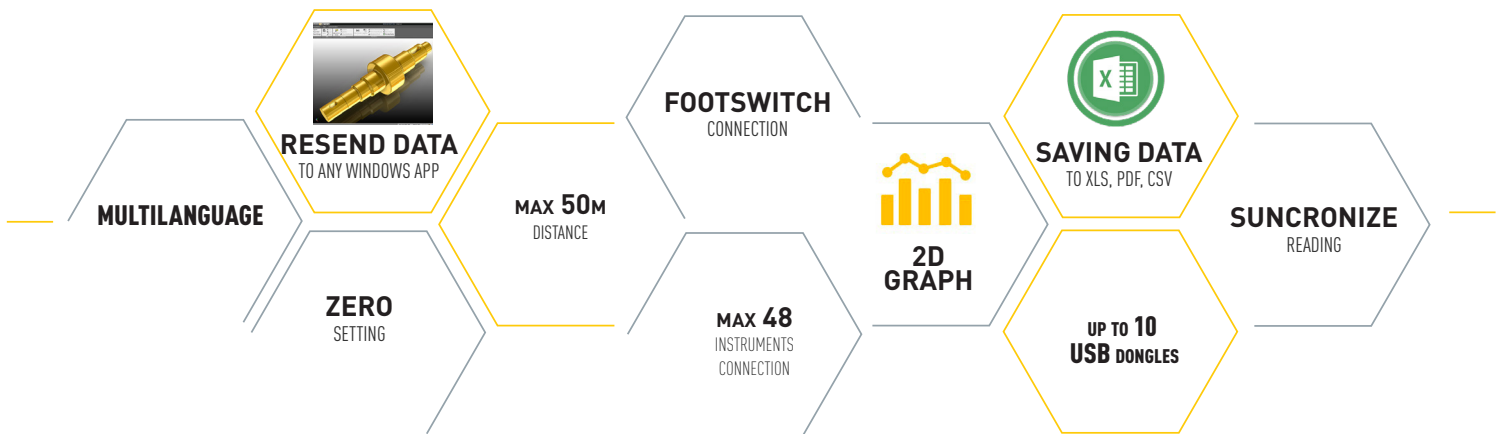 MULTILANGUAGE
RESEND DATA
TO ANY WINDOWS APP
ZERO
SETTING
MAX 50M
DISTANCE
FOOTSWITCH
CONNECTION
MAX 48
INSTRUMENTS
CONNECTION
2D
GRAPH
X
SAVING DATA
TO XLS, PDF, CSV
UP TO 10
USB DONGLES
SUNCRONIZE
READING